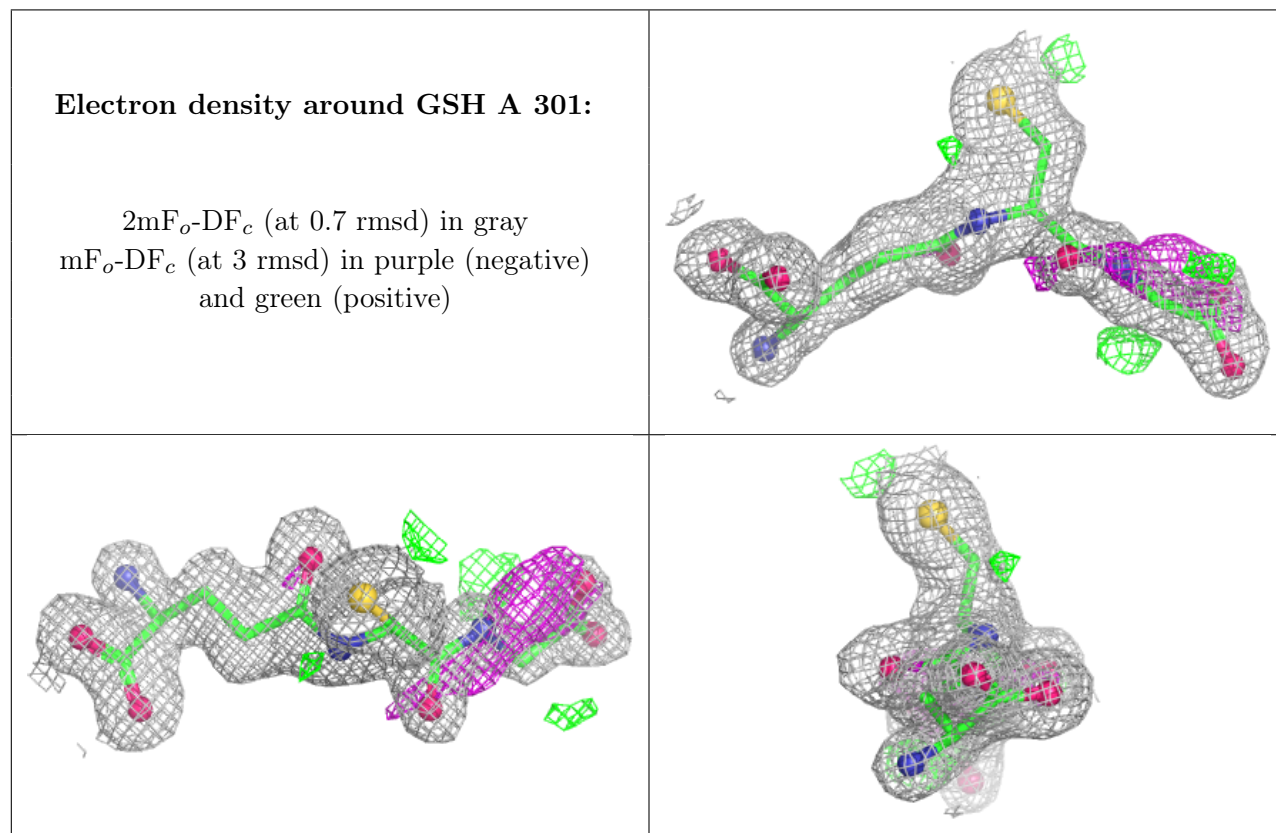 Electron density around GSH A 301:
2mFo-DFc (at 0.7 rmsd) in gray
mFo-DFc (at 3 rmsd) in purple (negative)
and green (positive)